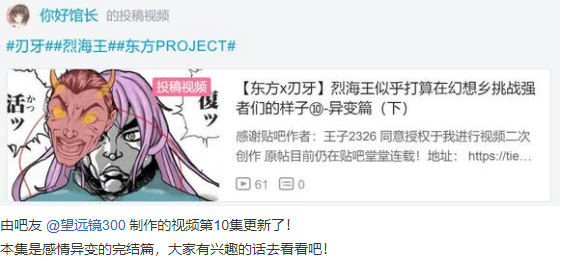 你好馆长 的投稿视频
#刃牙##烈海王##东方PROJECT#
投稿视频
活ッ
かつ
復ッ
【东方x刃牙】烈海王似乎打算在幻想乡挑战强
者们的样子⑩-异变篇（下）
感谢贴吧作者：王子2326 同意授权于我进行视频二次
创作 原帖目前仍在贴吧堂堂连载！地址： https://tie...
61 0
由吧友 @望远镜300 制作的视频第10集更新了！
本集是感情异变的完结篇，大家有兴趣的话去看看吧！